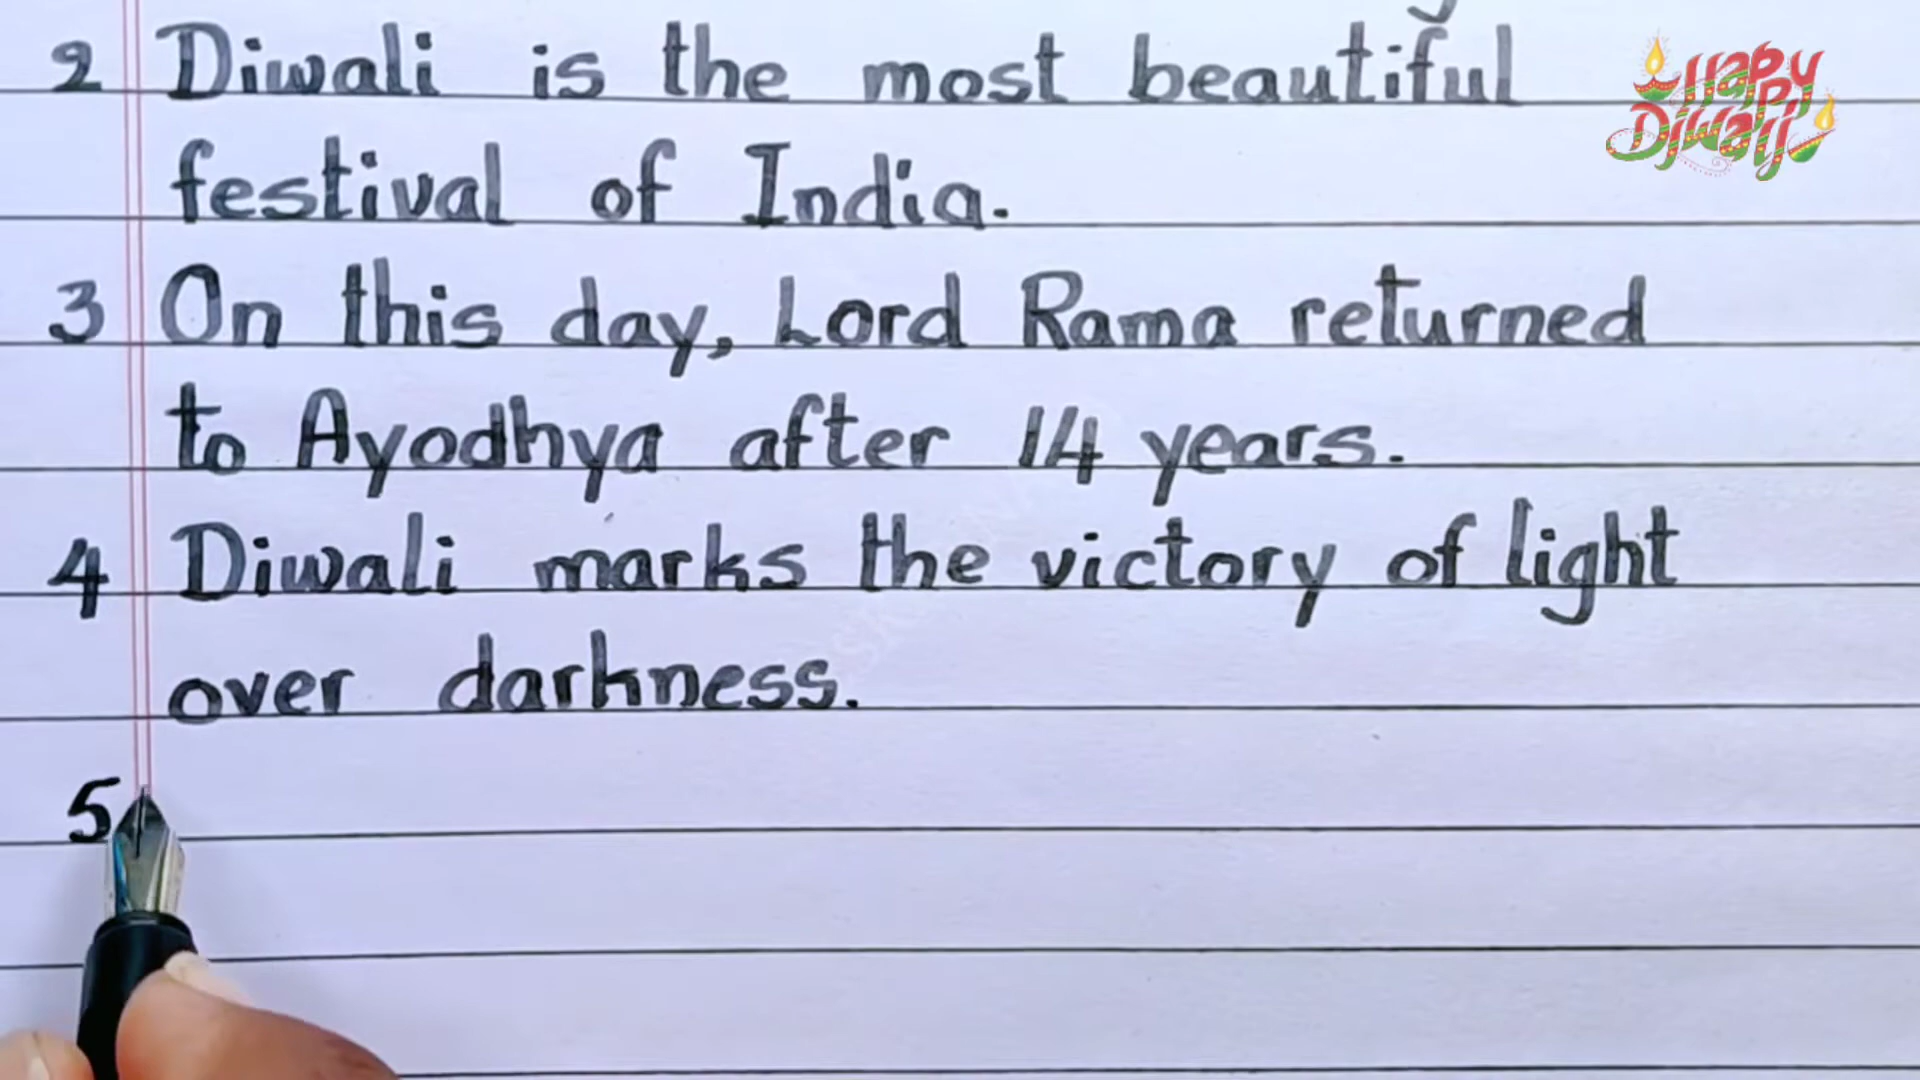 2 Diwali is the most beautiful
festival of India.
3 On this day, Lord Rama returned
to Ayodhya after 14 years.
4 Diwali marks the victory of light
over darkness.
5
Happy
Diwali